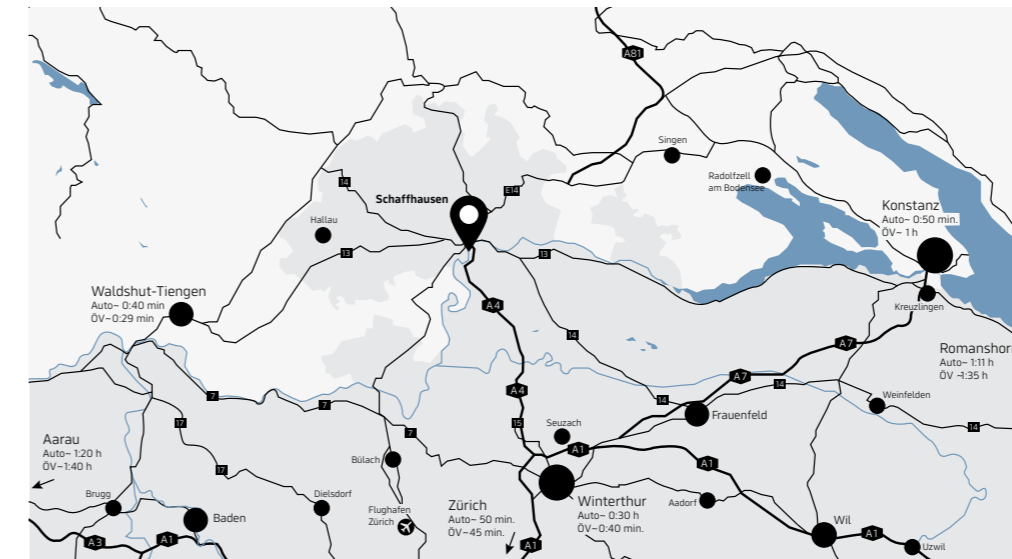 A81
Singen
Radolfzell
am Bodensee
14
E14
Schaffhausen
Hallau
Konstanz
Auto~ 0:50 min.
ÖV~ 1 h
13
13
Waldshut-Tiengen
Auto~ 0:40 min
ÖV~0:29 min
A4
Kreuzlingen
14
A7
Romanshor
Auto~ 1:11 h
ÖV ~1:35 h
A7
14
7
7
A4
14
Weinfelden
Frauenfeld
17
7
15
Seuzach
14
Aarau
Auto~ 1:20 h
ÖV~1:40 h
A1
Bülach
17
A1
Brugg
Dielsdorf
Zürich
Auto~ 50 min.
ÖV~45 min.
Winterthur
Auto~ 0:30 h
ÖV~0:40 min.
Aadorf
Flughafen
Zürich
Baden
Wil
A3
A1
A1
A1
Uzwil